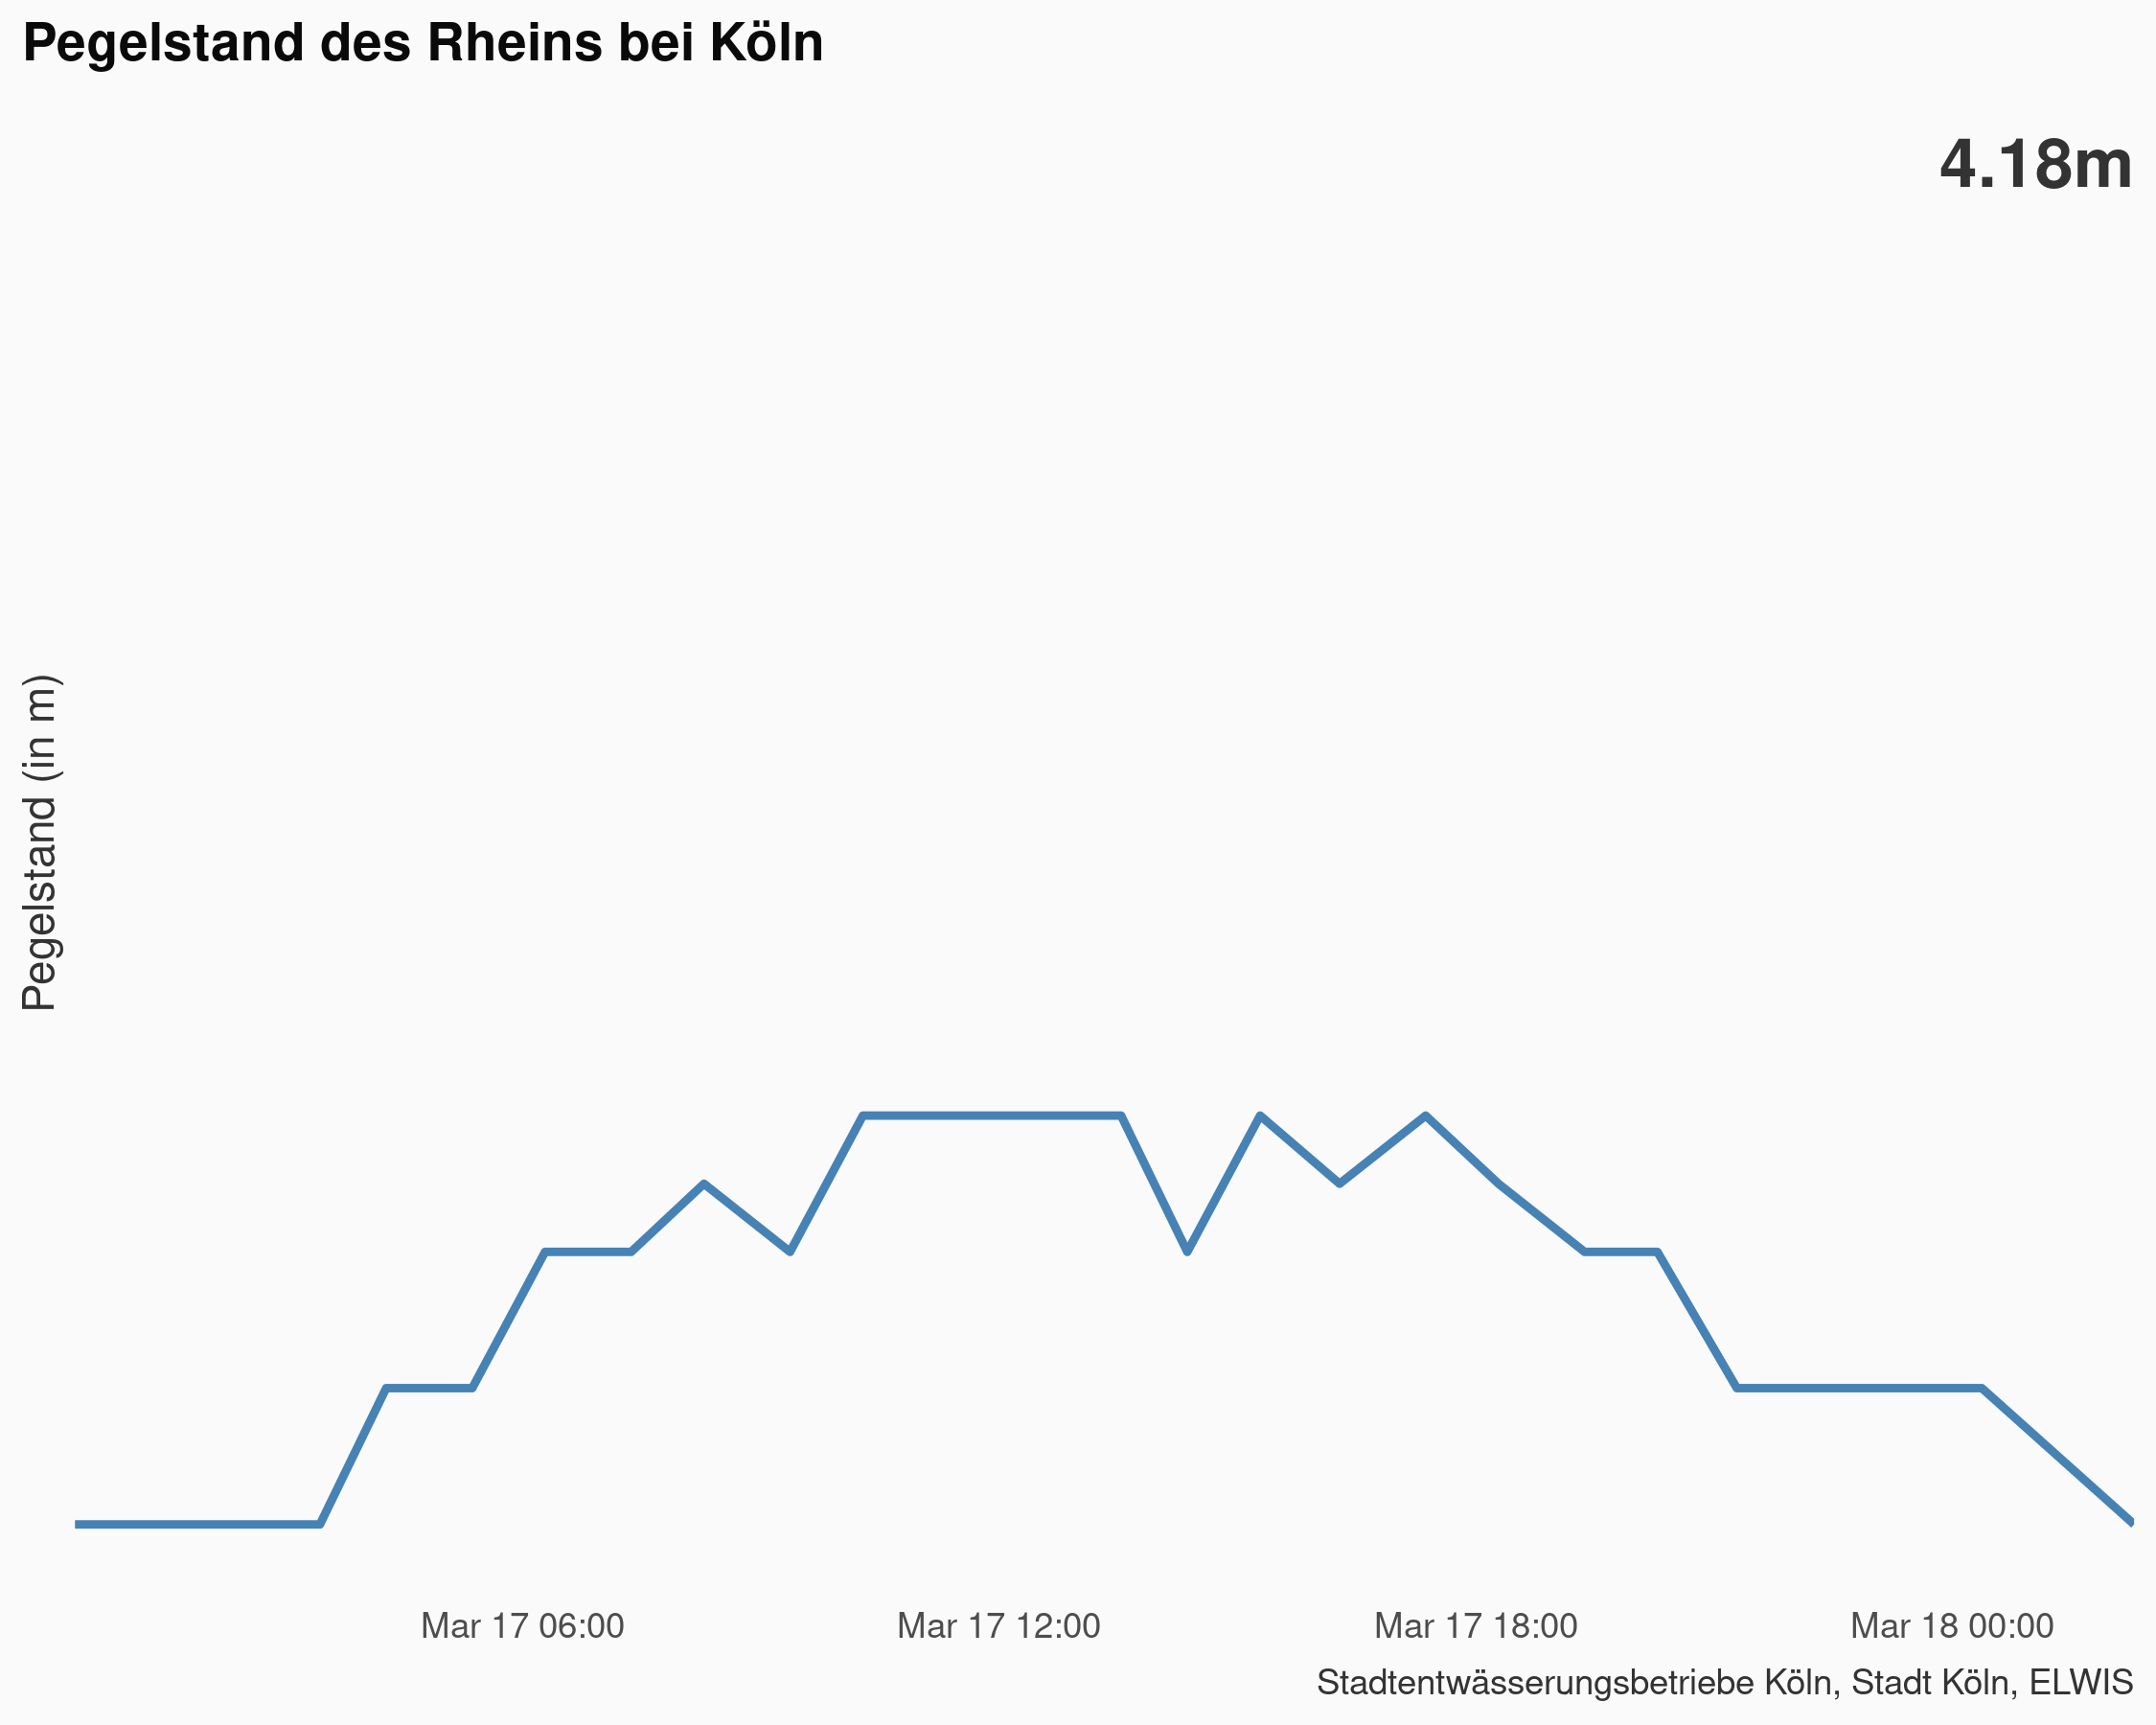 Pegelstand des Rheins bei Köln
4.18m
Pegelstand (in m)
Mar 17 06:00
Mar 17 12:00
Mar 17 18:00
Mar 18 00:00
Stadtentwässerungsbetriebe Köln, Stadt Köln, ELWIS